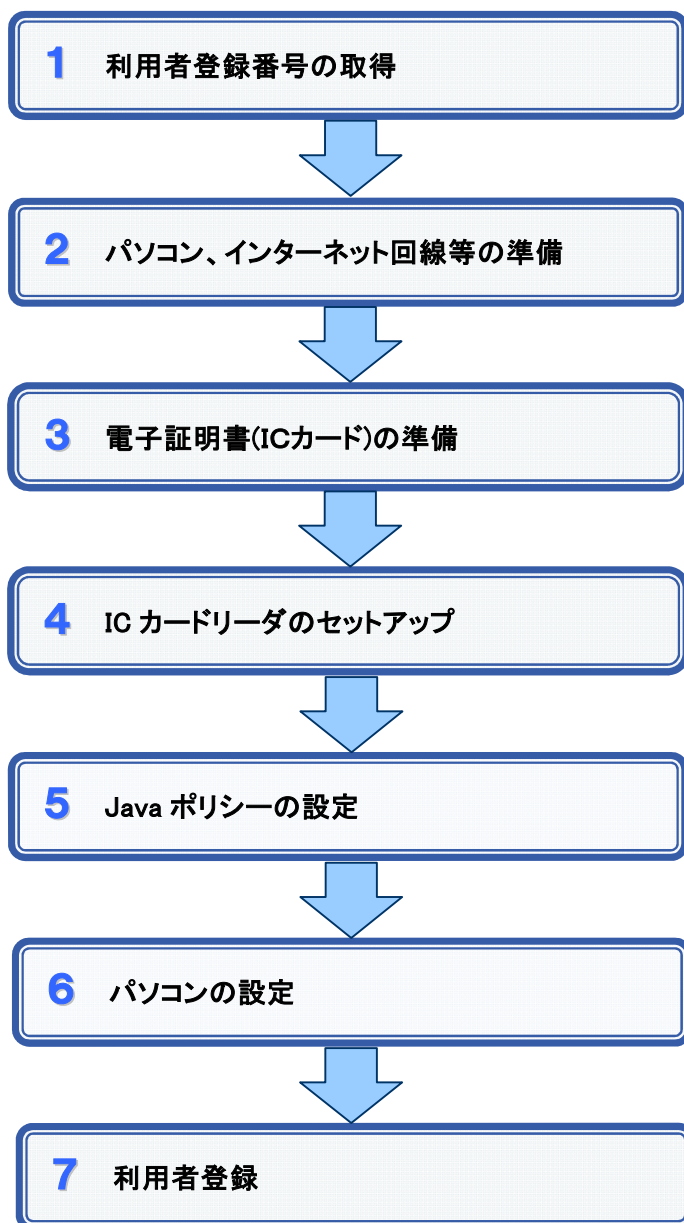 1 利用者登録番号の取得
2 パソコン、インターネット回線等の準備
3 電子証明書(ICカード)の準備
4 IC カードリーダのセットアップ
5 Java ポリシーの設定
6 パソコンの設定
7 利用者登録